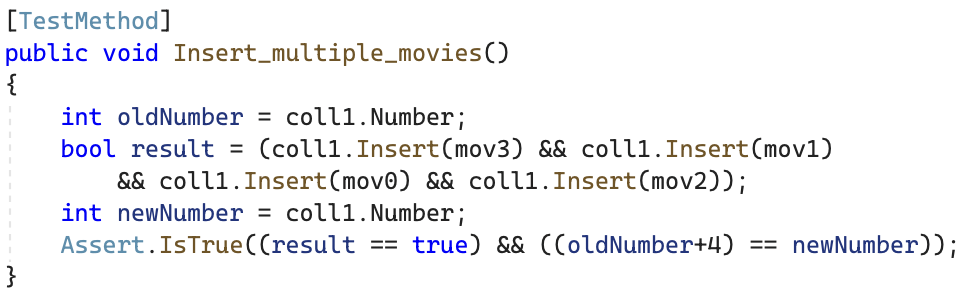 [TestMethod]
public void Insert_multiple_movies()
{
    int oldNumber = coll1.Number;
    bool result = (coll1.Insert(mov3) && coll1.Insert(mov1)
        && coll1.Insert(mov0) && coll1.Insert(mov2));
    int newNumber = coll1.Number;
    Assert.IsTrue((result == true) && ((oldNumber+4) == newNumber));
}